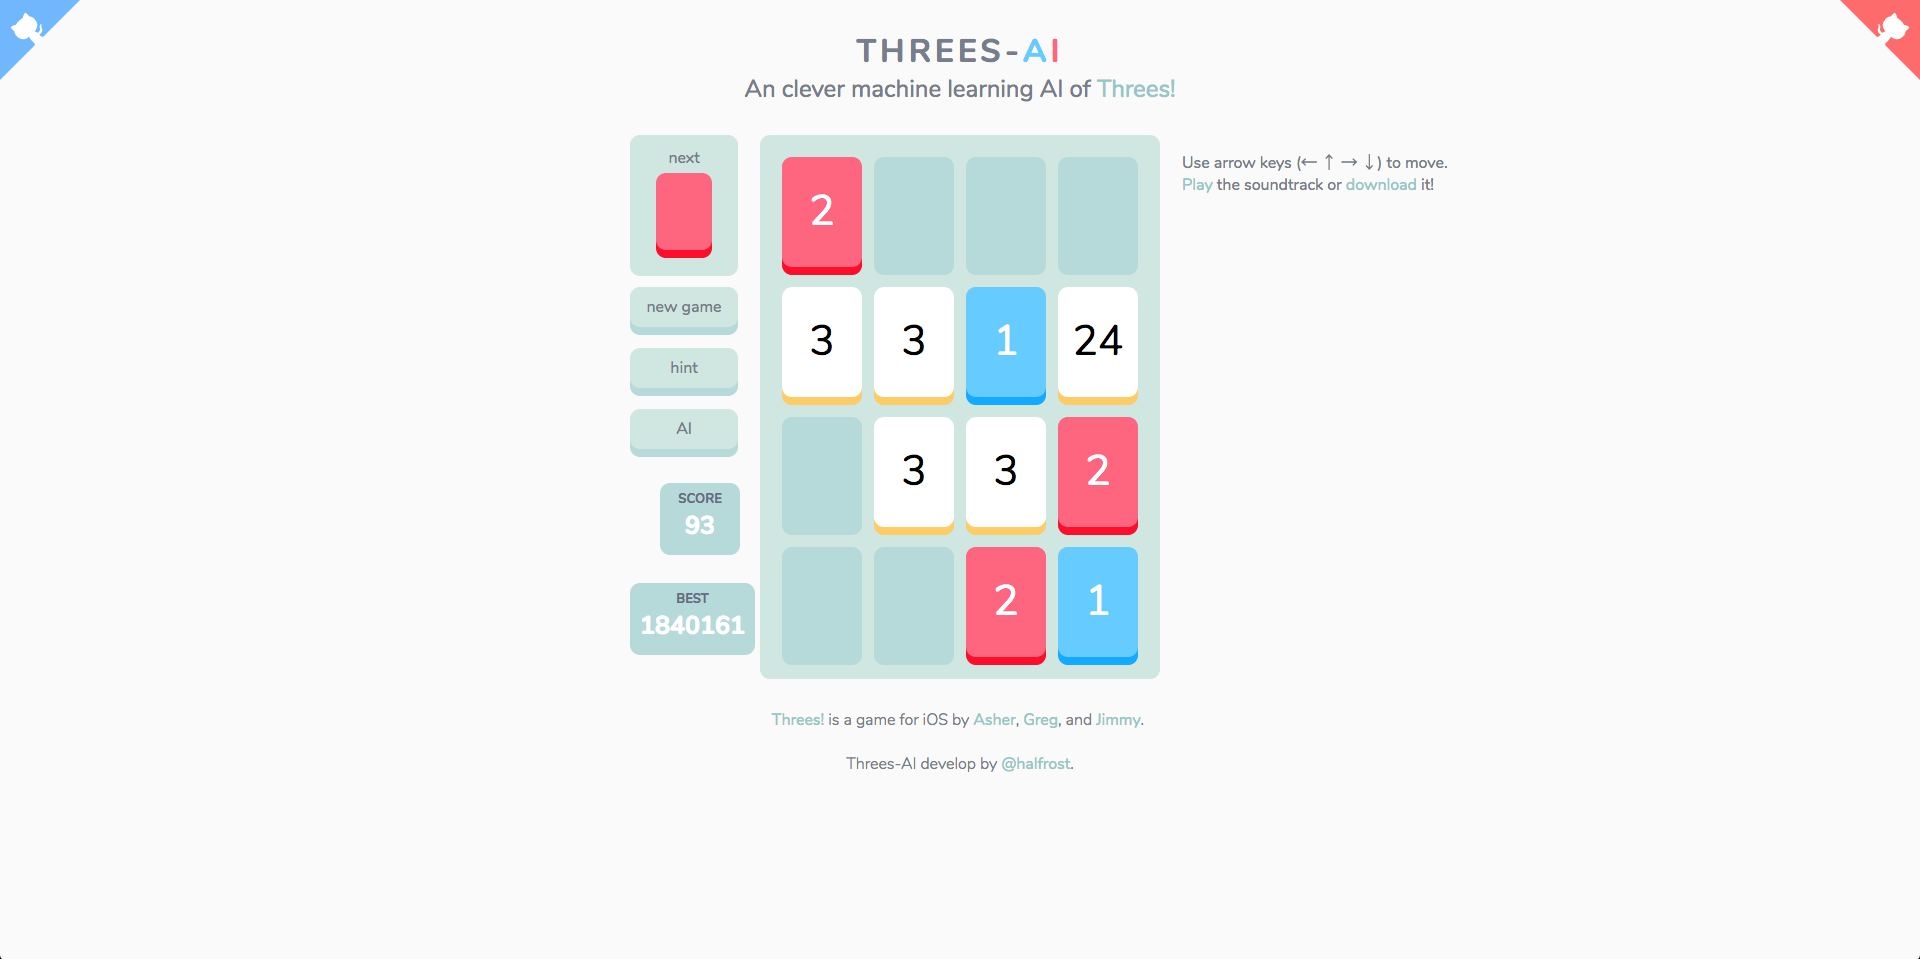 THREES-AI
An clever machine learning AI of Threes!
next
new game
hint
AI
SCORE
93
BEST
1840161
2
3 3 1 24
3 3 2
2 1
Use arrow keys (← ↑ → ↓) to move.
Play the soundtrack or download it!
Threes! is a game for iOS by Asher, Greg, and Jimmy.
Threes-AI develop by @halfrost.